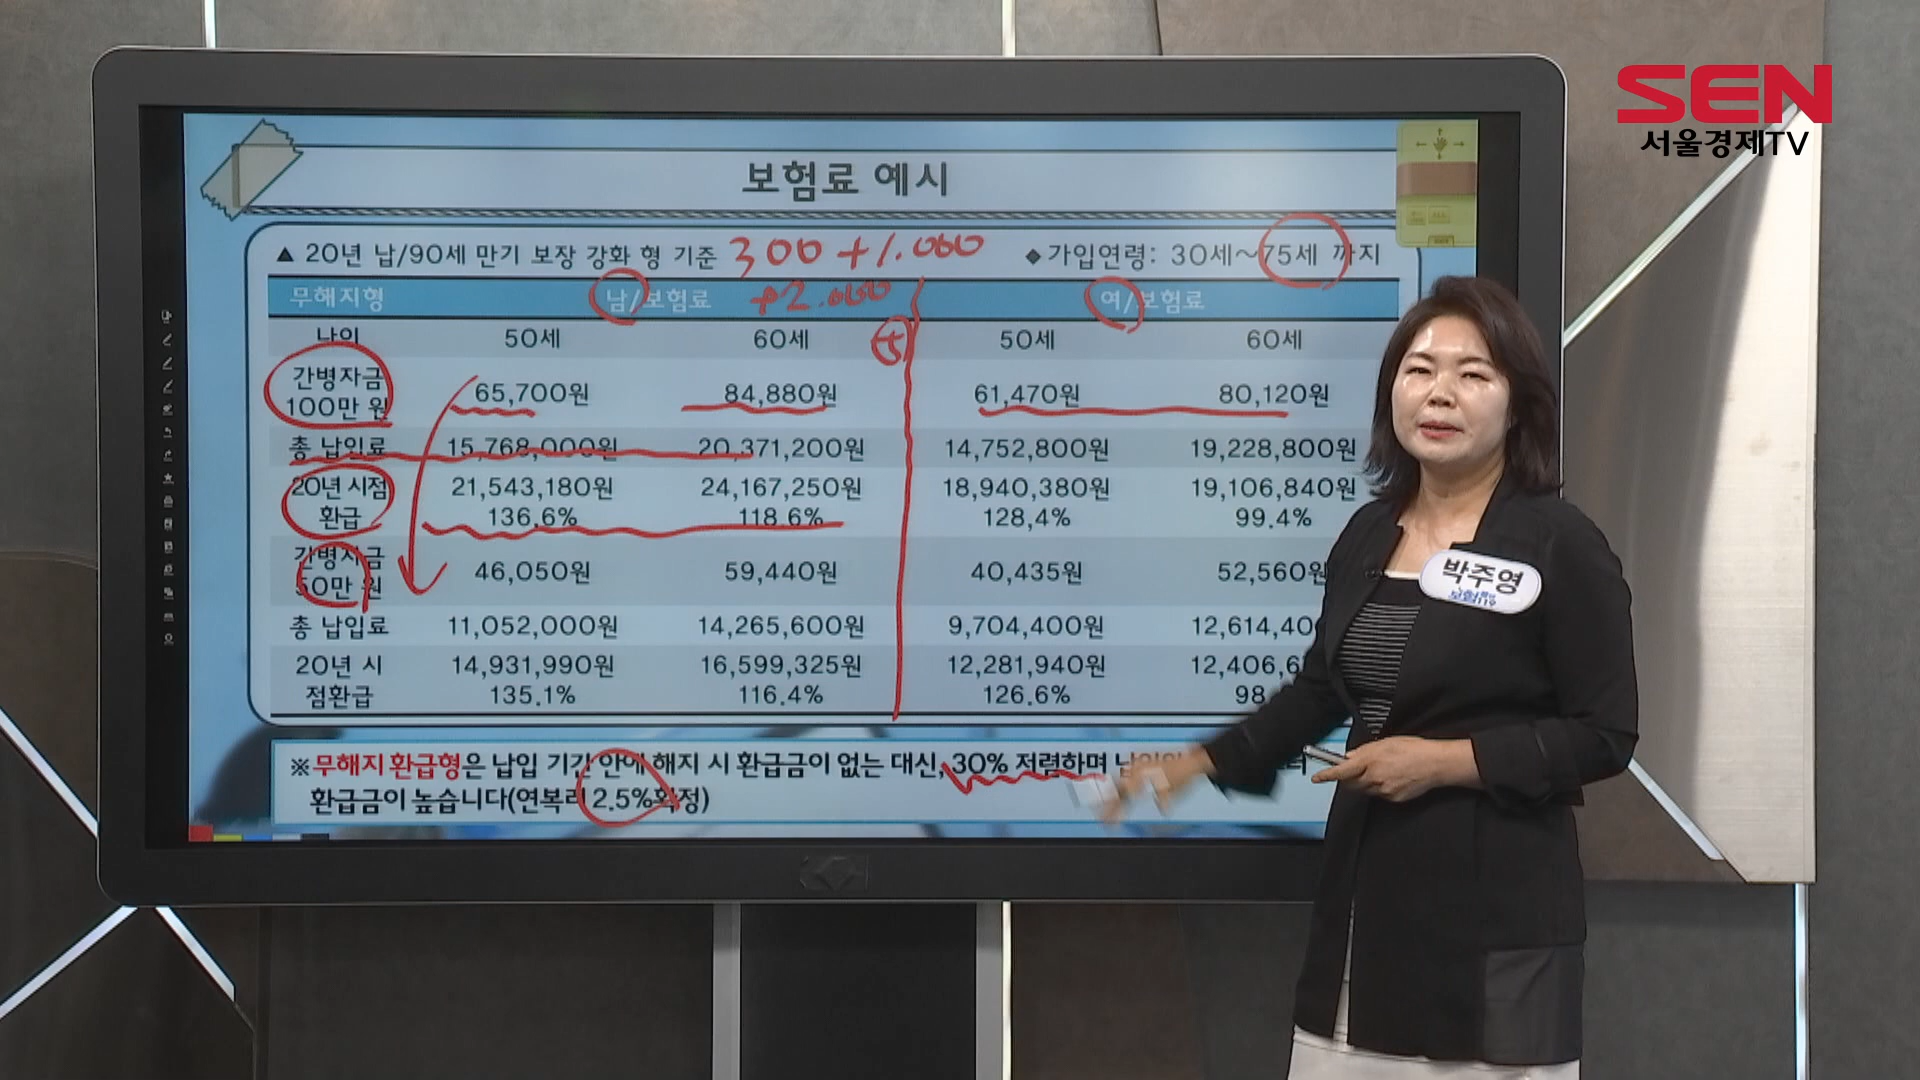 SEN
서울경제TV
보험료 예시
▲ 20년 납/90세 만기 보장 강화 형 기준 300 +1.000 ◆가입연령: 30세~75세 까지
무해지형 남/보험료 +2.000 여/보험료
나이 50세 60세 50세 60세
간병자금 100만 원 65,700원 84,880원 61,470원 80,120원
총 납입료 15,768,000원 20,371,200원 14,752,800원 19,228,800원
20년 시점 21,543,180원 24,167,250원 18,940,380원 19,106,840원
환급 136.6% 118.6% 128.4% 99.4%
간병자금 50만 원 46,050원 59,440원 40,435원 52,560원
총 납입료 11,052,000원 14,265,600원 9,704,400원 12,614,40
20년 시 14,931,990원 16,599,325원 12,281,940원 12,406,6
점환급 135.1% 116.4% 126.6% 98
※무해지 환급형은 납입 기간 안에 해지 시 환급금이 없는 대신, 30% 저렴하며
환급금이 높습니다(연복리 2.5%확정)
박주영
보험119